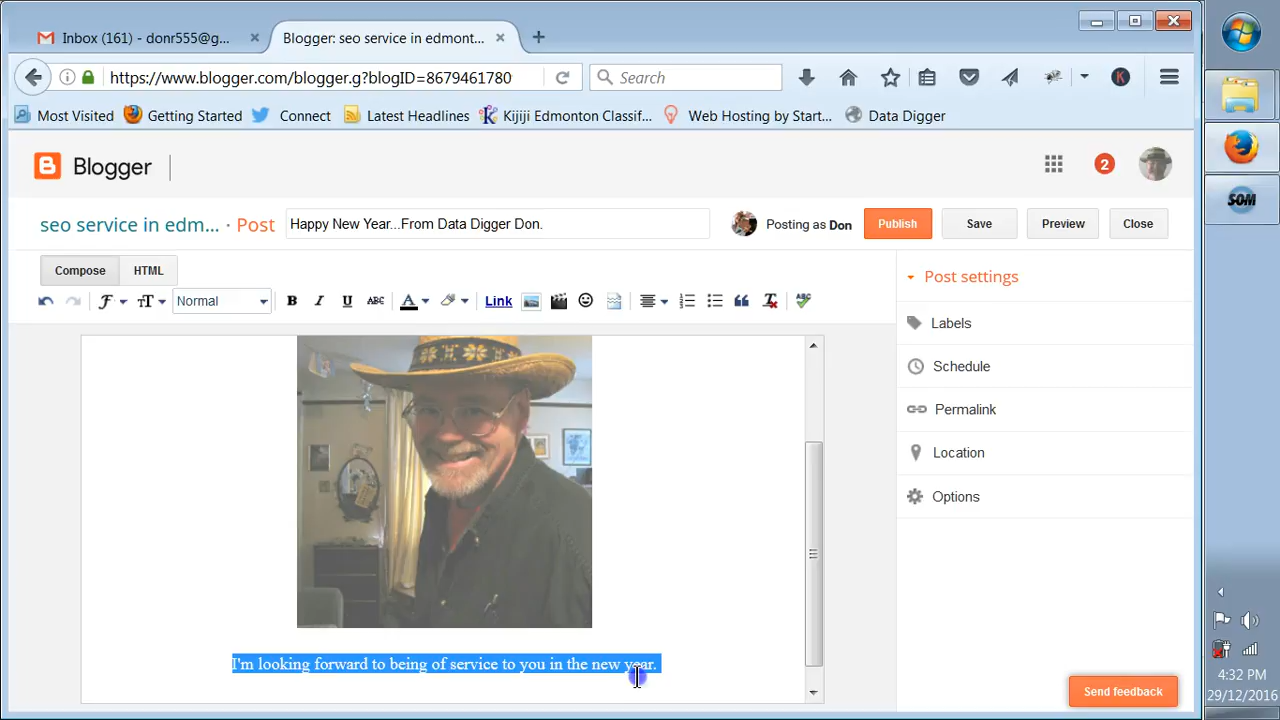 Inbox (161) - donr555@g...
Blogger: seo service in edmont...
https://www.blogger.com/blogger.g?blogID=8679461780
Search
K
Most Visited
Getting Started
Connect
Latest Headlines
Kijiji Edmonton Classif...
Web Hosting by Start...
Data Digger
Blogger
2
seo service in edm... · Post
Happy New Year...From Data Digger Don.
Posting as Don
Publish
Save
Preview
Close
Compose
HTML
Post settings
Normal
B
I
U
ABC
A
Link
Labels
Schedule
Permalink
Location
Options
I'm looking forward to being of service to you in the new year.
Send feedback
SOM
4:32 PM
29/12/2016